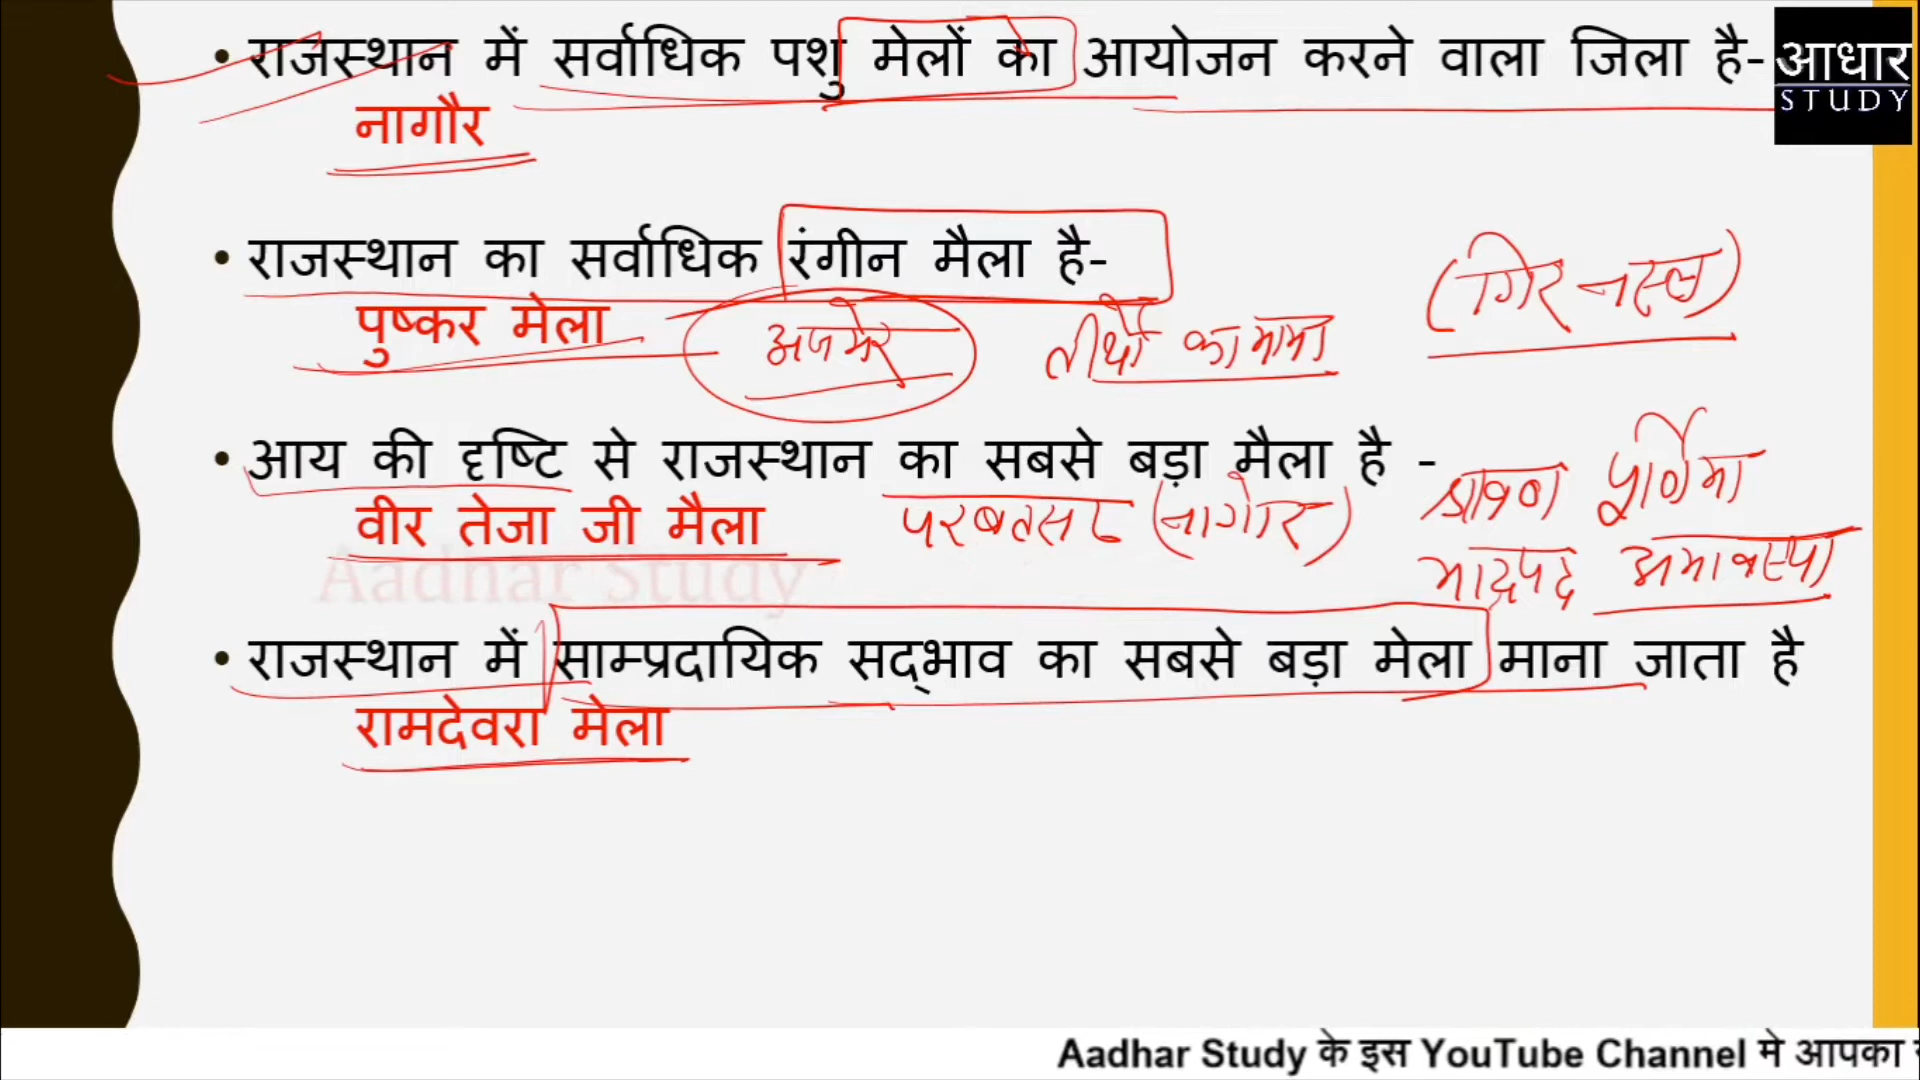 • राजस्थान में सर्वाधिक पशु मेलों का आयोजन करने वाला जिला है-
आधार
STUDY
नागौर
• राजस्थान का सर्वाधिक रंगीन मैला है-
(गिर नस्ल)
पुष्कर मेला
अजमेर
तीर्थो का मामा
• आय की दृष्टि से राजस्थान का सबसे बड़ा मैला है -
श्रावण पूर्णिमा
वीर तेजा जी मैला
परबतसर (नागोर)
भाद्रपद अमावस्या
Aadhar Study
• राजस्थान में साम्प्रदायिक सद्‌भाव का सबसे बड़ा मेला माना जाता है
रामदेवरा मेला
Aadhar Study के इस YouTube Channel मे आपका